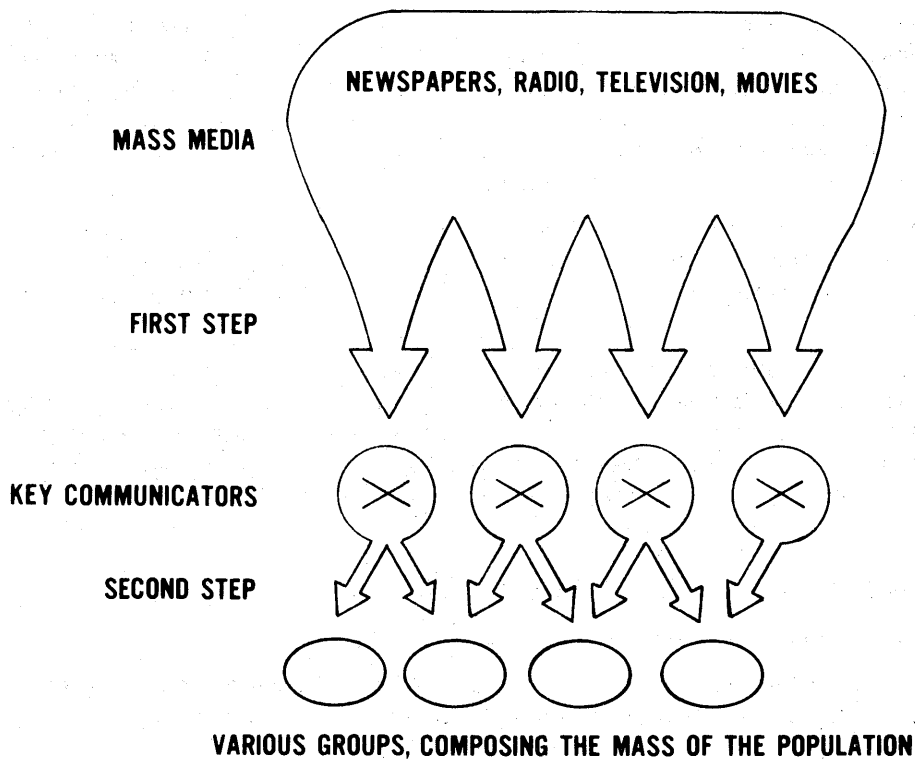 NEWSPAPERS, RADIO, TELEVISION, MOVIES
MASS MEDIA
FIRST STEP
KEY COMMUNICATORS
SECOND STEP
VARIOUS GROUPS, COMPOSING THE MASS OF THE POPULATION